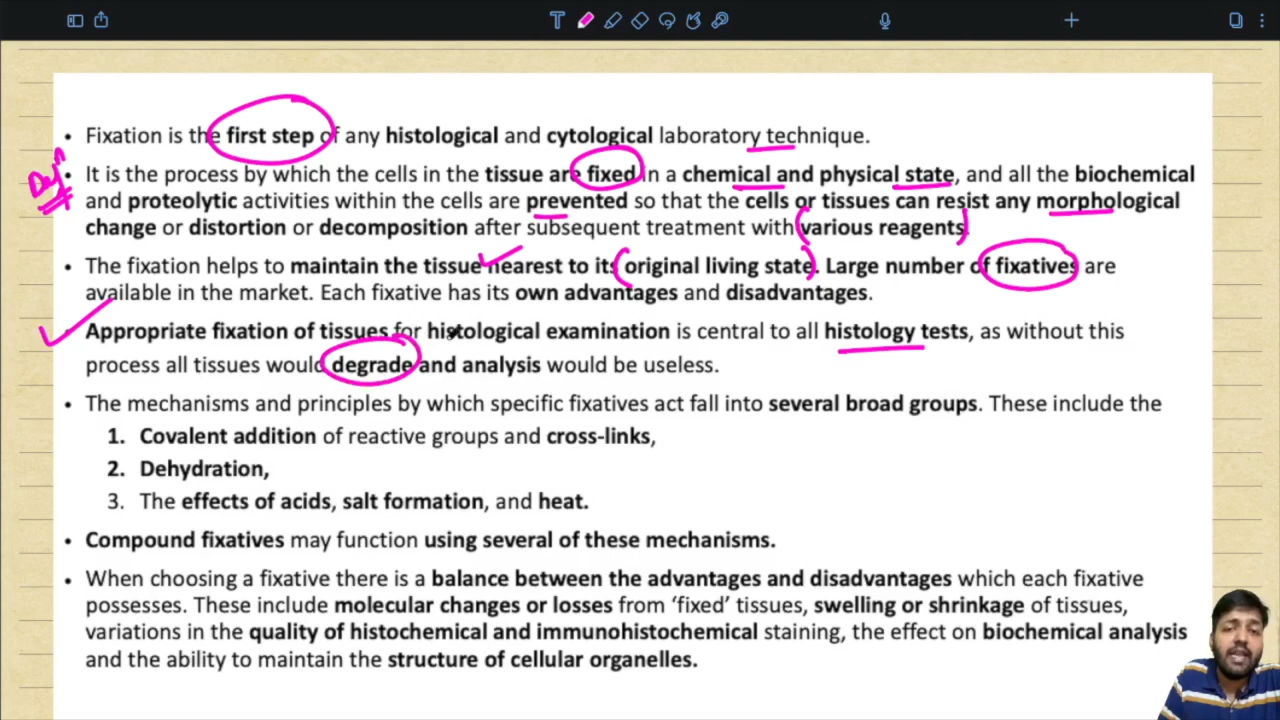 • Fixation is the first step of any histological and cytological laboratory technique.
Defn
• It is the process by which the cells in the tissue are fixed in a chemical and physical state, and all the biochemical
and proteolytic activities within the cells are prevented so that the cells or tissues can resist any morphological
change or distortion or decomposition after subsequent treatment with various reagents.
• The fixation helps to maintain the tissue nearest to its original living state. Large number of fixatives are
available in the market. Each fixative has its own advantages and disadvantages.
• Appropriate fixation of tissues for histological examination is central to all histology tests, as without this
process all tissues would degrade and analysis would be useless.
• The mechanisms and principles by which specific fixatives act fall into several broad groups. These include the
1. Covalent addition of reactive groups and cross-links,
2. Dehydration,
3. The effects of acids, salt formation, and heat.
• Compound fixatives may function using several of these mechanisms.
• When choosing a fixative there is a balance between the advantages and disadvantages which each fixative
possesses. These include molecular changes or losses from ‘fixed’ tissues, swelling or shrinkage of tissues,
variations in the quality of histochemical and immunohistochemical staining, the effect on biochemical analysis
and the ability to maintain the structure of cellular organelles.